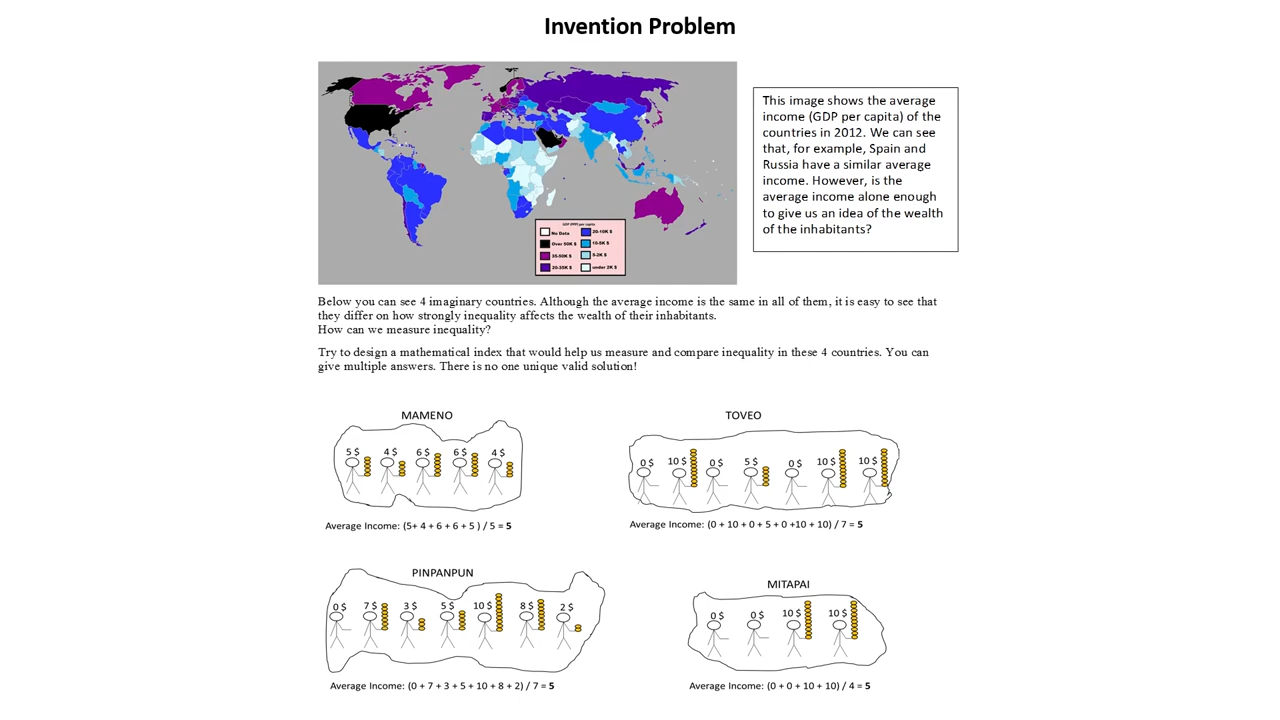 Invention Problem
This image shows the average
income (GDP per capita) of the
countries in 2012. We can see
that, for example, Spain and
Russia have a similar average
income. However, is the
average income alone enough
to give us an idea of the wealth
of the inhabitants?
GDP (PPP) per capita
No Data
20-10K $
Over 50K $
10-5K $
35-50K $
5-2K $
20-35K $
under 2K $
Below you can see 4 imaginary countries. Although the average income is the same in all of them, it is easy to see that
they differ on how strongly inequality affects the wealth of their inhabitants.
How can we measure inequality?
Try to design a mathematical index that would help us measure and compare inequality in these 4 countries. You can
give multiple answers. There is no one unique valid solution!
MAMENO
5 $ 4 $ 6 $ 6 $ 4 $
Average Income: (5+ 4 + 6 + 6 + 5 ) / 5 = 5
TOVEO
0 $ 10 $ 0 $ 5 $ 0 $ 10 $ 10 $
Average Income: (0 + 10 + 0 + 5 + 0 +10 + 10) / 7 = 5
PINPANPUN
0 $ 7 $ 3 $ 5 $ 10 $ 8 $ 2 $
Average Income: (0 + 7 + 3 + 5 + 10 + 8 + 2) / 7 = 5
MITAPAI
0 $ 0 $ 10 $ 10 $
Average Income: (0 + 0 + 10 + 10) / 4 = 5